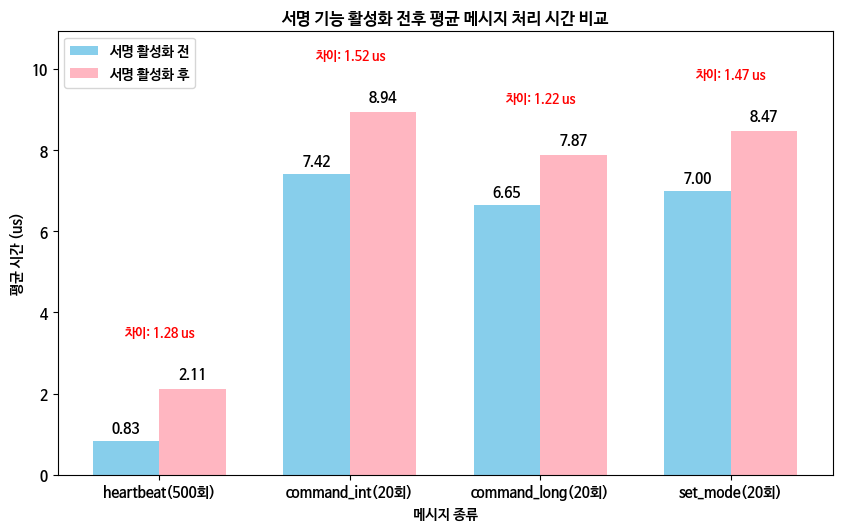 서명 기능 활성화 전후 평균 메시지 처리 시간 비교
서명 활성화 전
서명 활성화 후
차이: 1.52 us
차이: 1.47 us
차이: 1.22 us
차이: 1.28 us
0.83
2.11
7.42
8.94
6.65
7.87
7.00
8.47
평균 시간 (us)
10
8
6
4
2
0
heartbeat(500회)
command_int(20회)
command_long(20회)
set_mode(20회)
메시지 종류